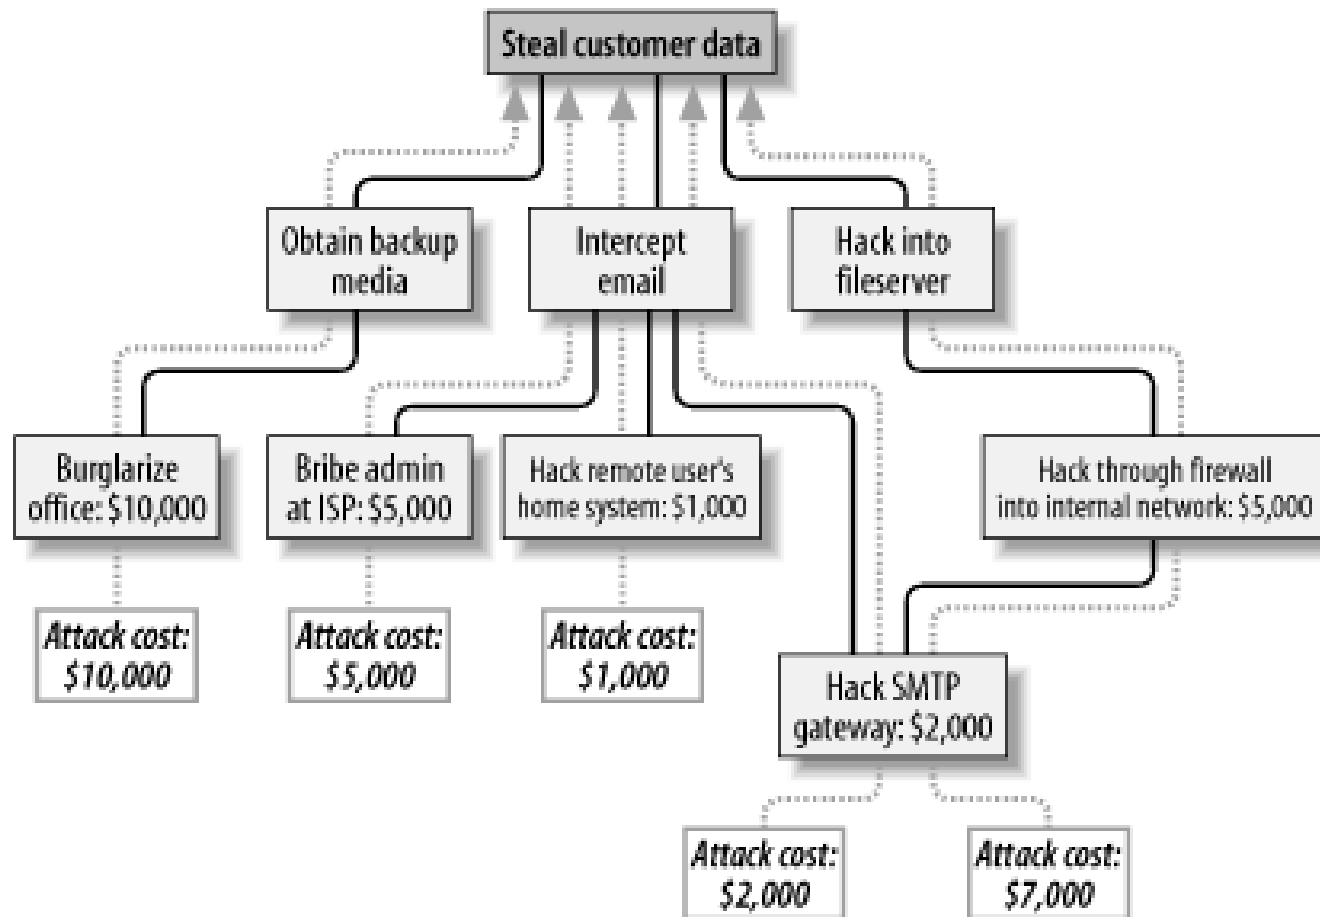 Steal customer data
Obtain backup
media
Intercept
email
Hack into
fileserver
Burglarize
office: $10,000
Bribe admin
at ISP: $5,000
Hack remote user's
home system: $1,000
Hack through firewall
into internal network: $5,000
Attack cost:
$10,000
Attack cost:
$5,000
Attack cost:
$1,000
Hack SMTP
gateway: $2,000
Attack cost:
$2,000
Attack cost:
$7,000